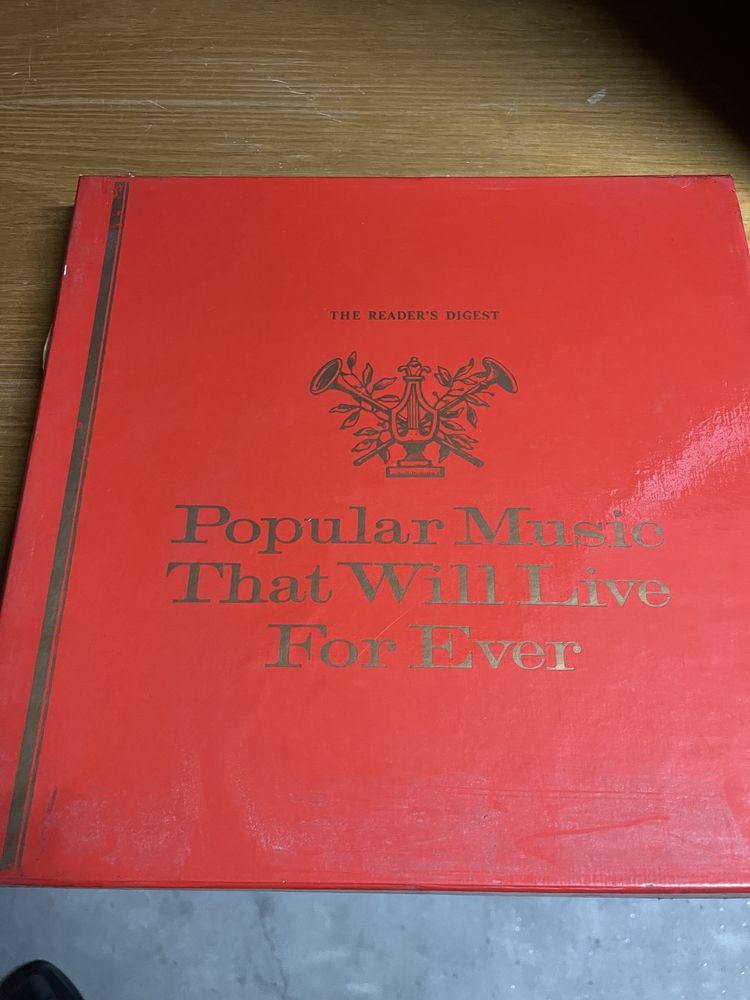 THE READER'S DIGEST
Popular Music
That Will Live
For Ever